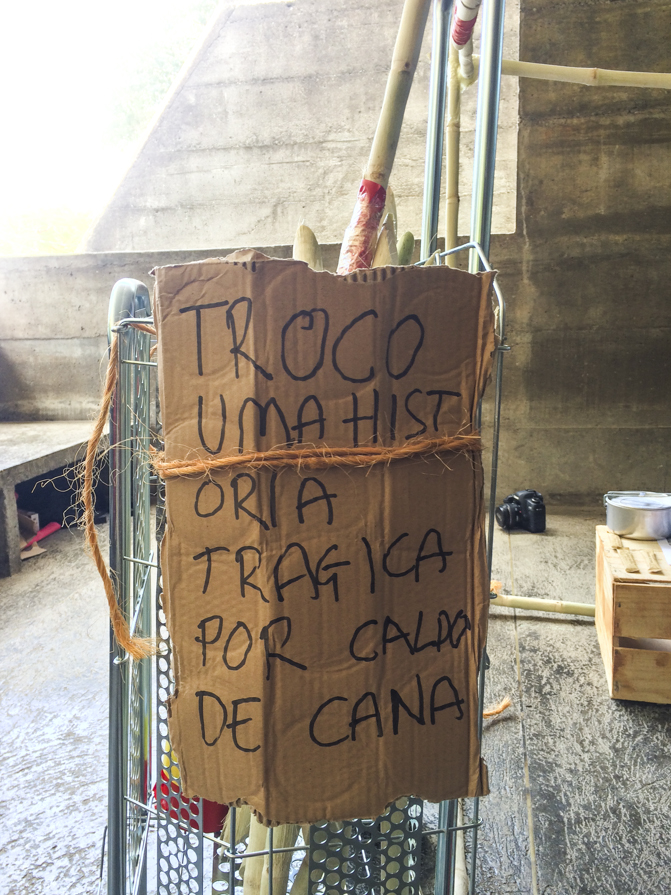 TROCO
UMA HIST
ORIA
TRAGICA
POR CALDO
DE CANA